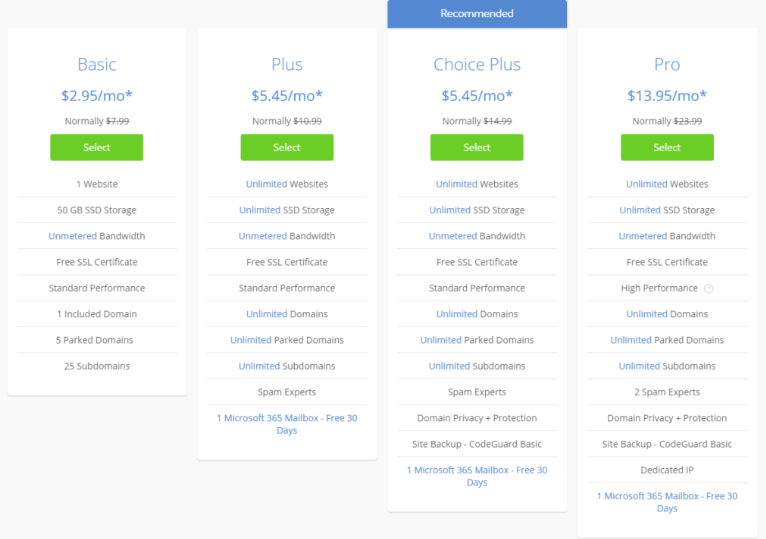 Recommended
Basic
$2.95/mo*
Normally $7.99
Select
1 Website
50 GB SSD Storage
Unmetered Bandwidth
Free SSL Certificate
Standard Performance
1 Included Domain
5 Parked Domains
25 Subdomains
Plus
$5.45/mo*
Normally $10.99
Select
Unlimited Websites
Unlimited SSD Storage
Unmetered Bandwidth
Free SSL Certificate
Standard Performance
Unlimited Domains
Unlimited Parked Domains
Unlimited Subdomains
Spam Experts
1 Microsoft 365 Mailbox - Free 30
Days
Choice Plus
$5.45/mo*
Normally $14.99
Select
Unlimited Websites
Unlimited SSD Storage
Unmetered Bandwidth
Free SSL Certificate
Standard Performance
Unlimited Domains
Unlimited Parked Domains
Unlimited Subdomains
Spam Experts
Domain Privacy + Protection
Site Backup - CodeGuard Basic
1 Microsoft 365 Mailbox - Free 30
Days
Pro
$13.95/mo*
Normally $23.99
Select
Unlimited Websites
Unlimited SSD Storage
Unmetered Bandwidth
Free SSL Certificate
High Performance ?
Unlimited Domains
Unlimited Parked Domains
Unlimited Subdomains
2 Spam Experts
Domain Privacy + Protection
Site Backup - CodeGuard Basic
Dedicated IP
1 Microsoft 365 Mailbox - Free 30
Days